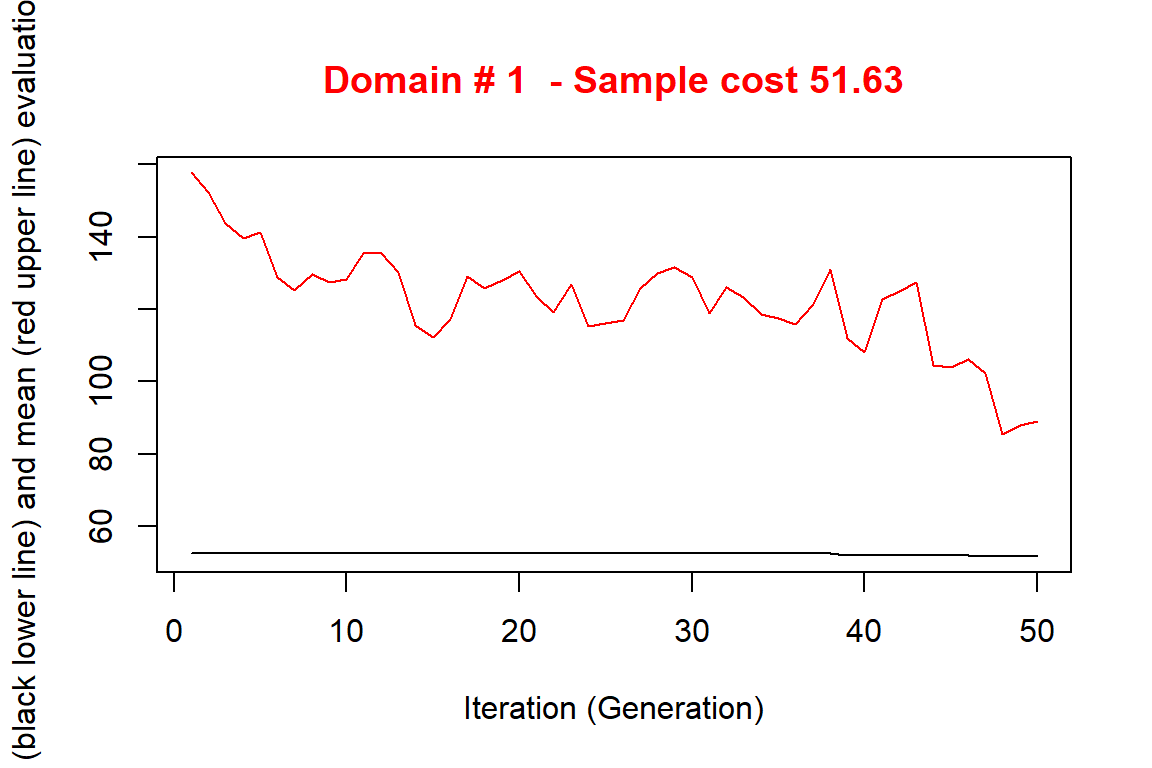 Domain # 1  - Sample cost 51.63
(black lower line) and mean (red upper line) evaluatio
140
100
80
60
0 10 20 30 40 50
Iteration (Generation)